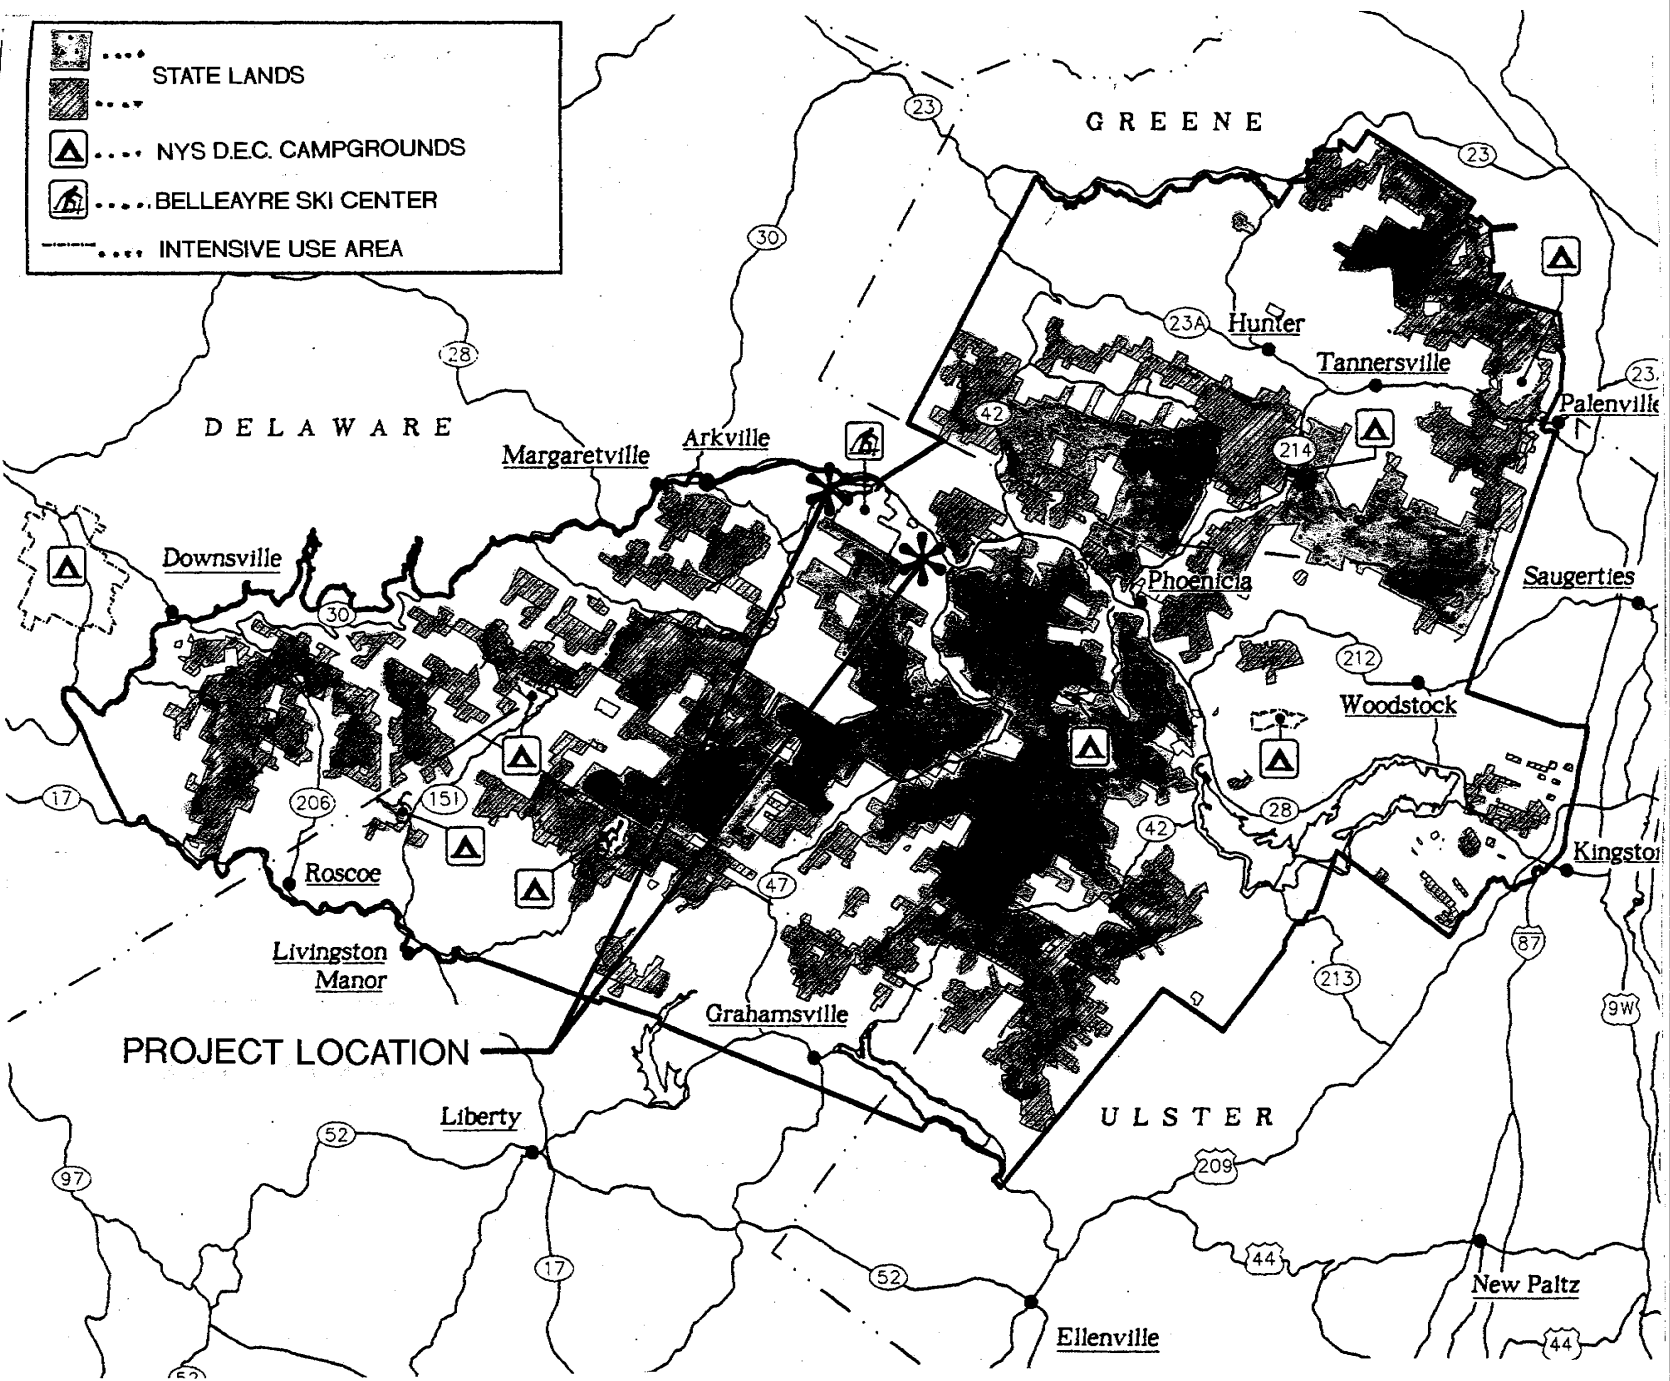 STATE LANDS
NYS D.E.C. CAMPGROUNDS
BELLEAYRE SKI CENTER
INTENSIVE USE AREA
GREENE
23
23
30
23A
Hunter
28
Tannersville
23
Palenville
DELAWARE
42
Arkville
Margaretville
214
Downsville
Phoenicia
Saugerties
30
212
Woodstock
17
206
151
28
42
Kingston
Roscoe
47
87
Livingston
Manor
213
9W
Grahamsville
PROJECT LOCATION
Liberty
ULSTER
52
209
97
44
17
52
New Paltz
Ellenville
44
52